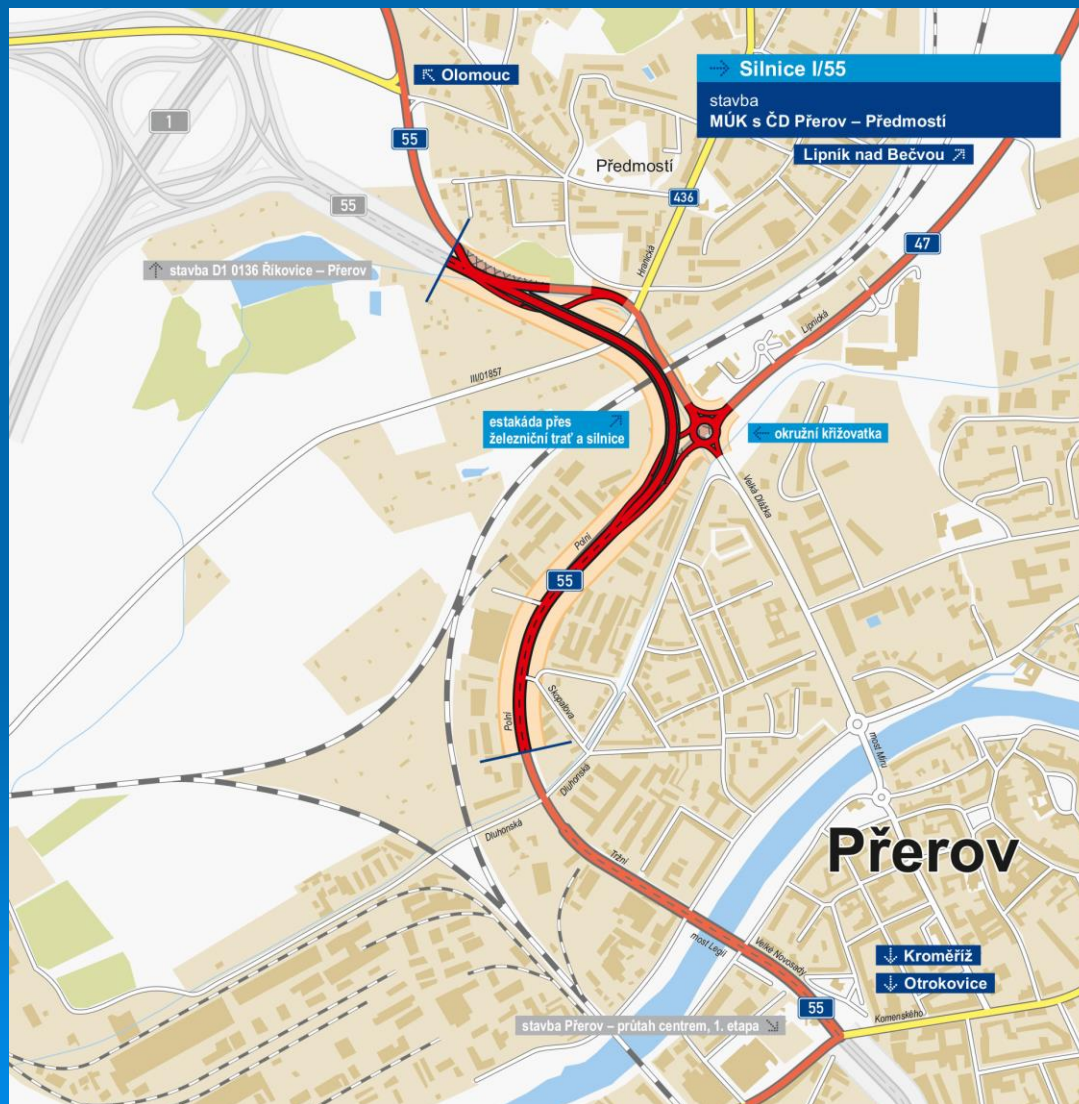 Silnice I/55
stavba
MÚK s ČD Přerov – Předmostí
Olomouc
Lipník nad Bečvou
1
55
Předmostí
436
55
47
stavba D1 0136 Říkovice – Přerov
Hranická
Lipnická
III/01857
estakáda přes
železniční trať a silnice
okružní křižovatka
Velká Dlážka
Polní
55
Skopalova
Polní
most Míru
Dluhonská
Dluhonská
Tržní
Přerov
most Legií
Velké Novosady
Kroměříž
Otrokovice
55
Komenského
stavba Přerov – průtah centrem, 1. etapa